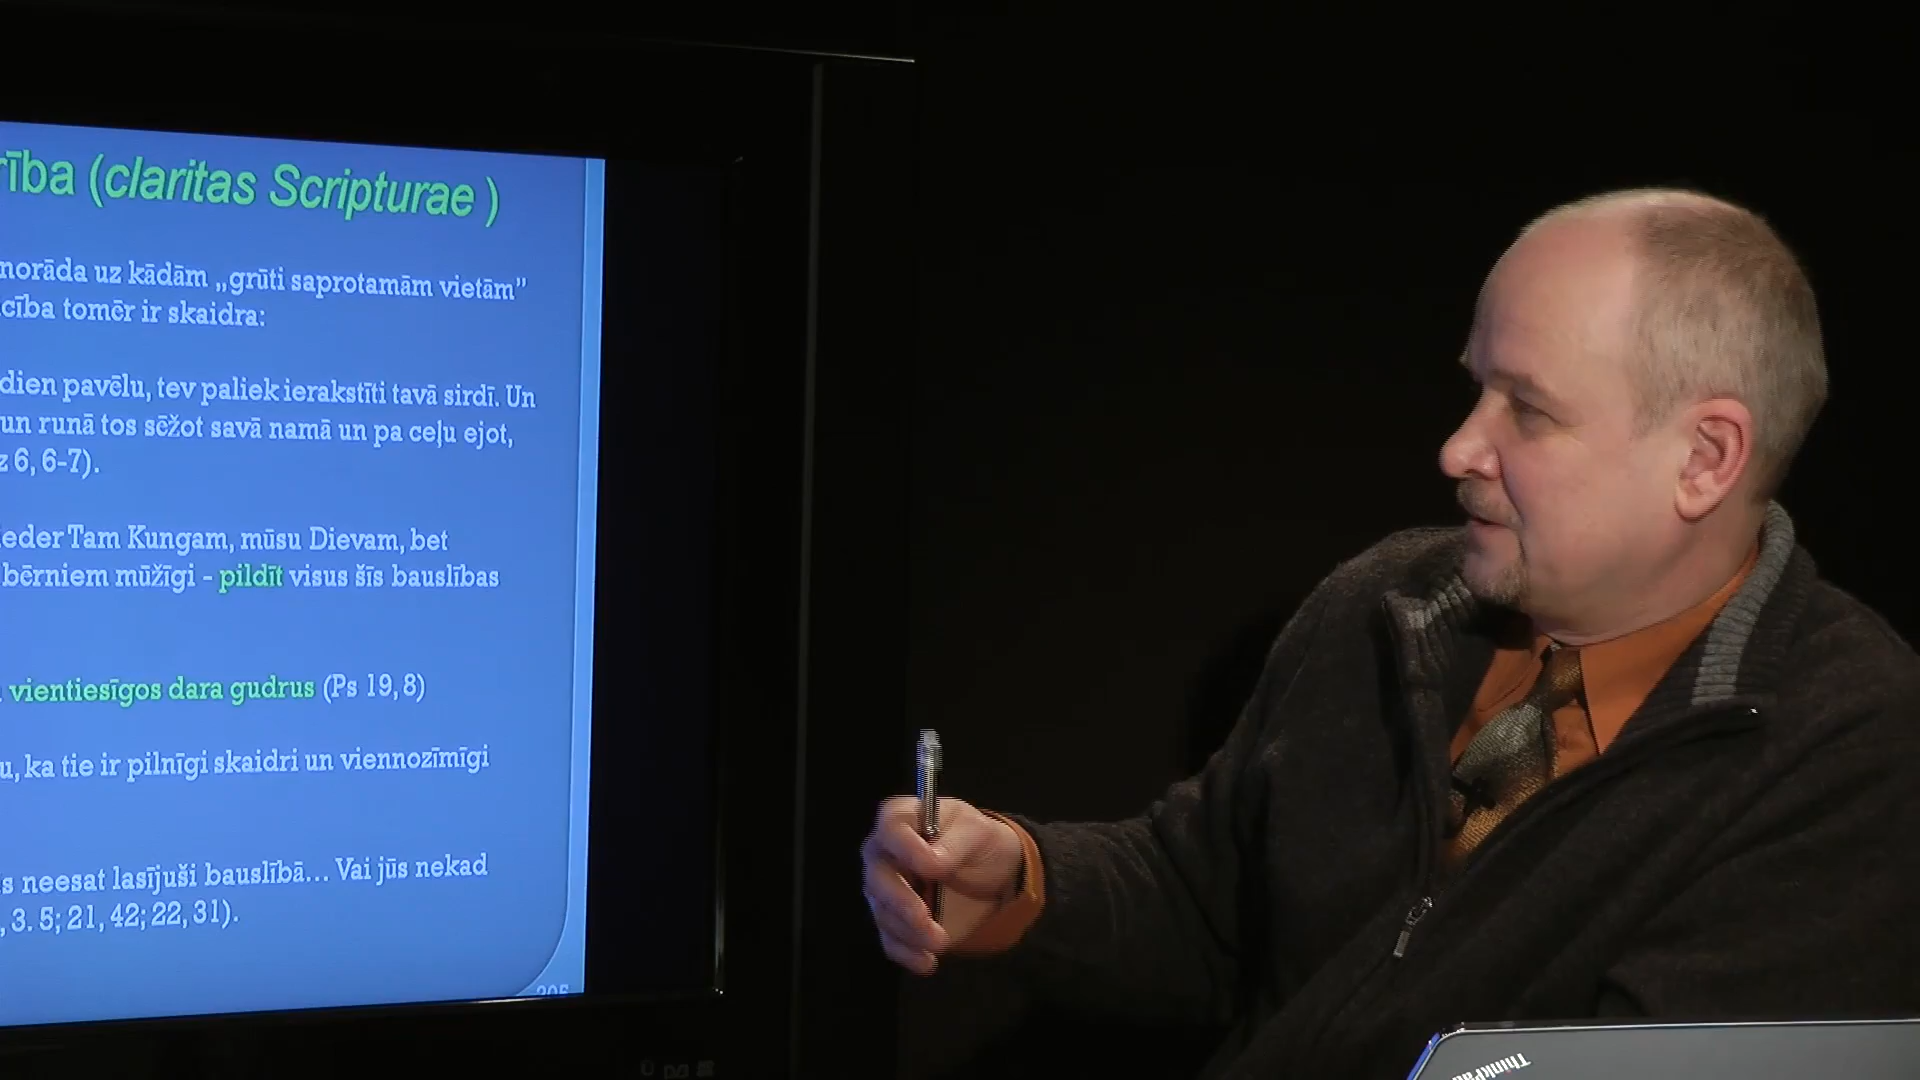 rība (claritas Scripturae )
norāda uz kādām „grūti saprotamām vietām”
cība tomēr ir skaidra:
dien pavēlu, tev paliek ierakstīti tavā sirdī. Un
un runā tos sēžot savā namā un pa ceļu ejot,
z 6, 6-7).
ieder Tam Kungam, mūsu Dievam, bet
bērniem mūžīgi - pildīt visus šīs bauslības
vientiesīgos dara gudrus (Ps 19, 8)
u, ka tie ir pilnīgi skaidri un viennozīmīgi
s neesat lasījuši bauslībā... Vai jūs nekad
, 3. 5; 21, 42; 22, 31).
305
ThinkPad